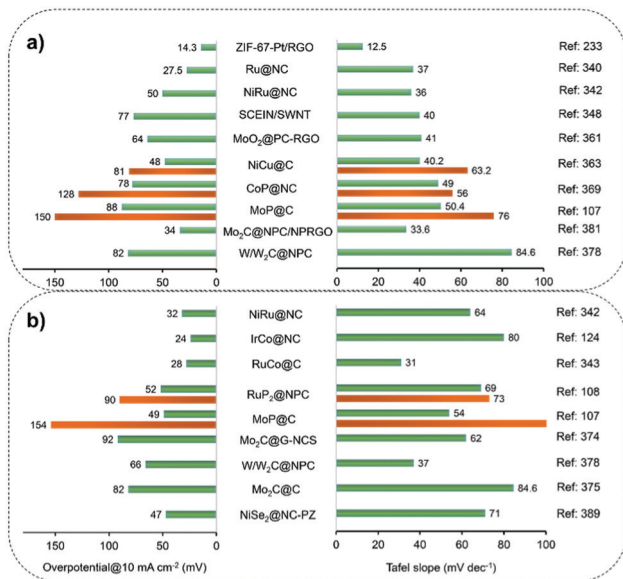 a)
14.3 ZIF-67-Pt/RGO 12.5 Ref: 233
27.5 Ru@NC 37 Ref: 340
50 NiRu@NC 36 Ref: 342
77 SCEIN/SWNT 40 Ref: 348
64 MoO₂@PC-RGO 41 Ref: 361
48 NiCu@C 40.2 Ref: 363
81 63.2
78 CoP@NC 49 Ref: 369
128 56
88 MoP@C 50.4 Ref: 107
150 76
34 Mo₂C@NPC/NPRGO 33.6 Ref: 381
82 W/W₂C@NPC 84.6 Ref: 378
150 100 50 0 0 20 40 60 80 100
b)
32 NiRu@NC 64 Ref: 342
24 IrCo@NC 80 Ref: 124
28 RuCo@C 31 Ref: 343
52 RuP₂@NPC 69 Ref: 108
90 73
49 MoP@C 54 Ref: 107
154
92 Mo₂C@G-NCS 62 Ref: 374
66 W/W₂C@NPC 37 Ref: 378
82 Mo₂C@C 84.6 Ref: 375
47 NiSe₂@NC-PZ 71 Ref: 389
150 100 50 0 0 20 40 60 80 100
Overpotential@10 mA cm⁻² (mV) Tafel slope (mV dec⁻¹)